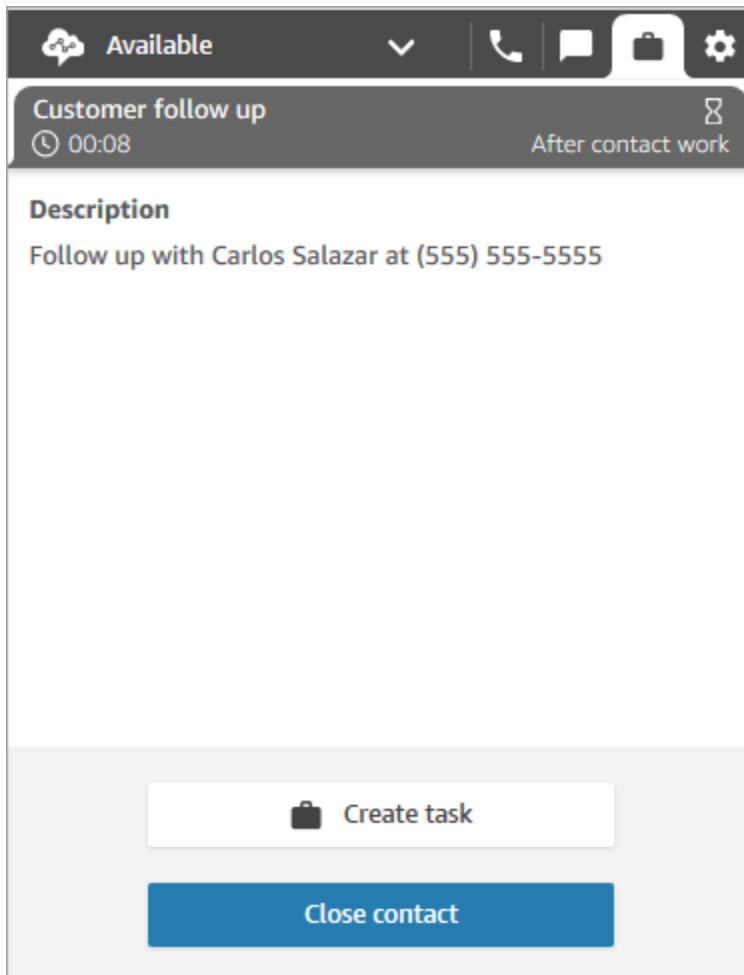 Available
Customer follow up
00:08
After contact work
Description
Follow up with Carlos Salazar at (555) 555-5555
Create task
Close contact